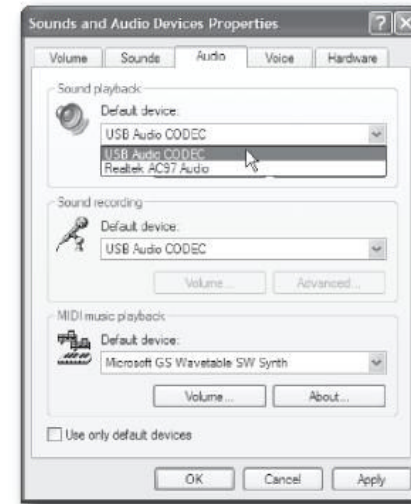 Sounds and Audio Devices Properties
Volume Sounds Audio Voice Hardware
Sound playback
Default device:
USB Audio CODEC
USB Audio CODEC
Realtek AC97 Audio
Sound recording
Default device:
USB Audio CODEC
Volume... Advanced...
MIDI music playback
Default device:
Microsoft GS Wavetable SW Synth
Volume... About...
Use only default devices
OK Cancel Apply